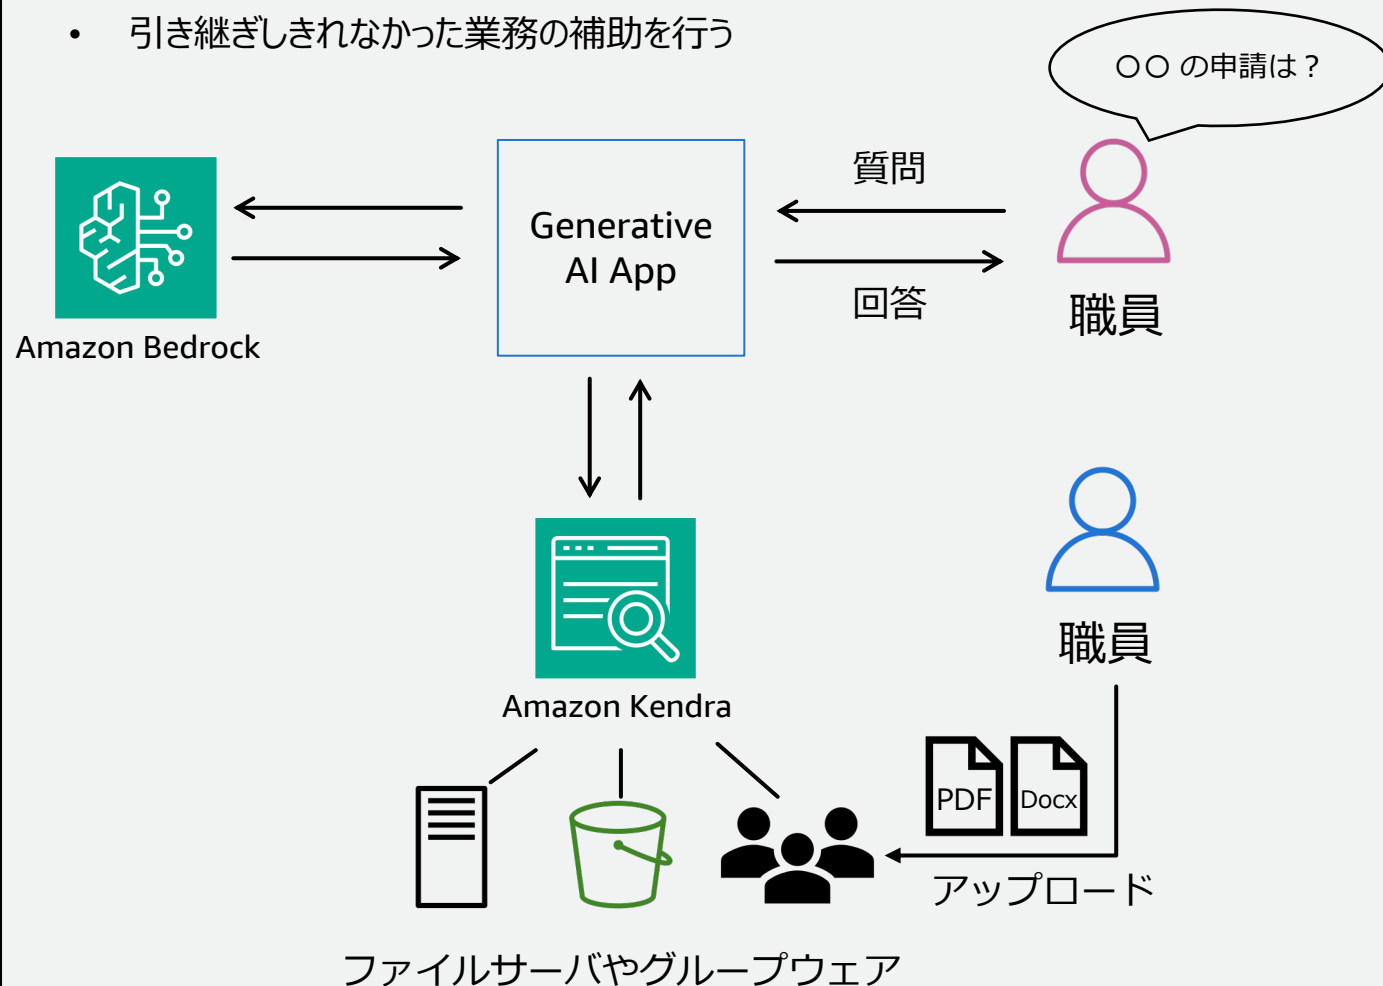 • 引き継ぎしきれなかった業務の補助を行う
〇〇 の申請は？
質問
Generative
AI App
回答
職員
Amazon Bedrock
職員
Amazon Kendra
PDF
Docx
アップロード
ファイルサーバやグループウェア